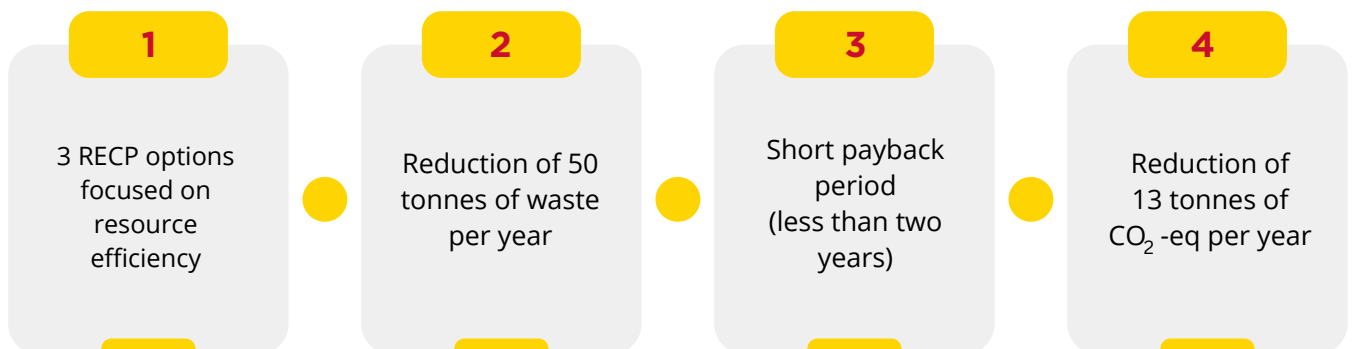 1
3 RECP options
focused on
resource
efficiency
2
Reduction of 50
tonnes of waste
per year
3
Short payback
period
(less than two
years)
4
Reduction of
13 tonnes of
CO₂ -eq per year